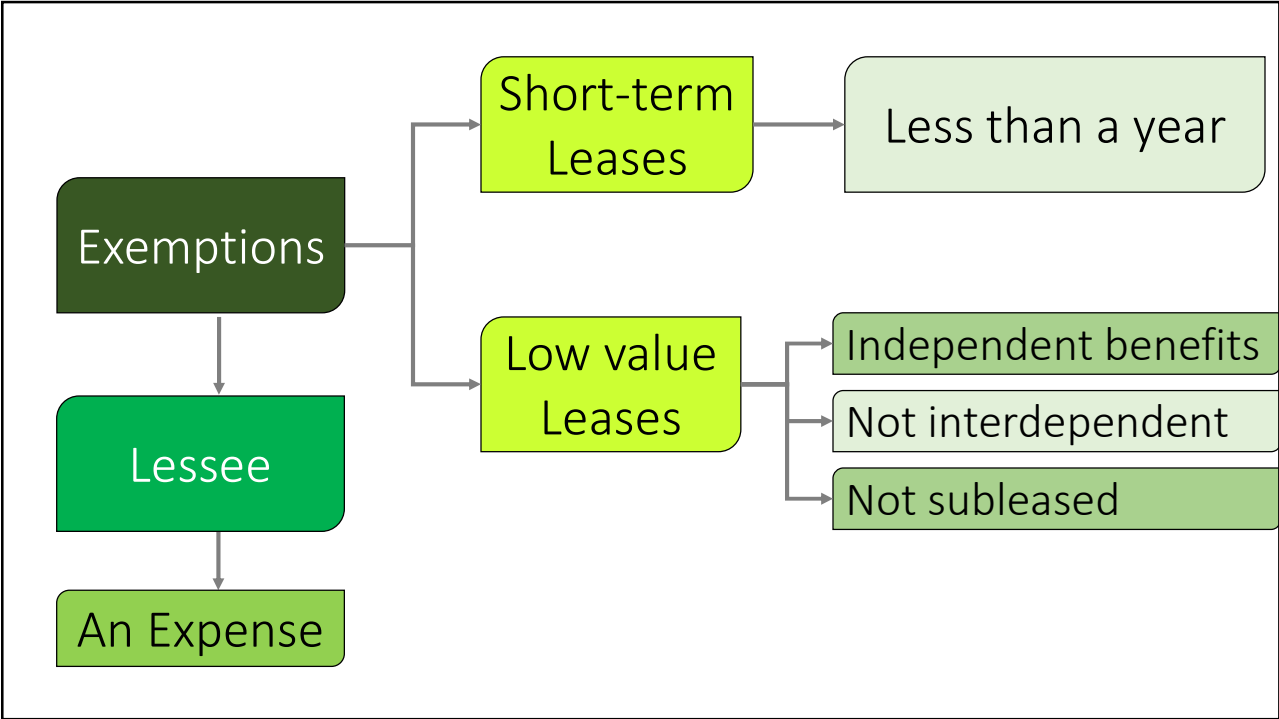 Short-term
Leases
Less than a year
Exemptions
Low value
Leases
Independent benefits
Not interdependent
Not subleased
Lessee
An Expense